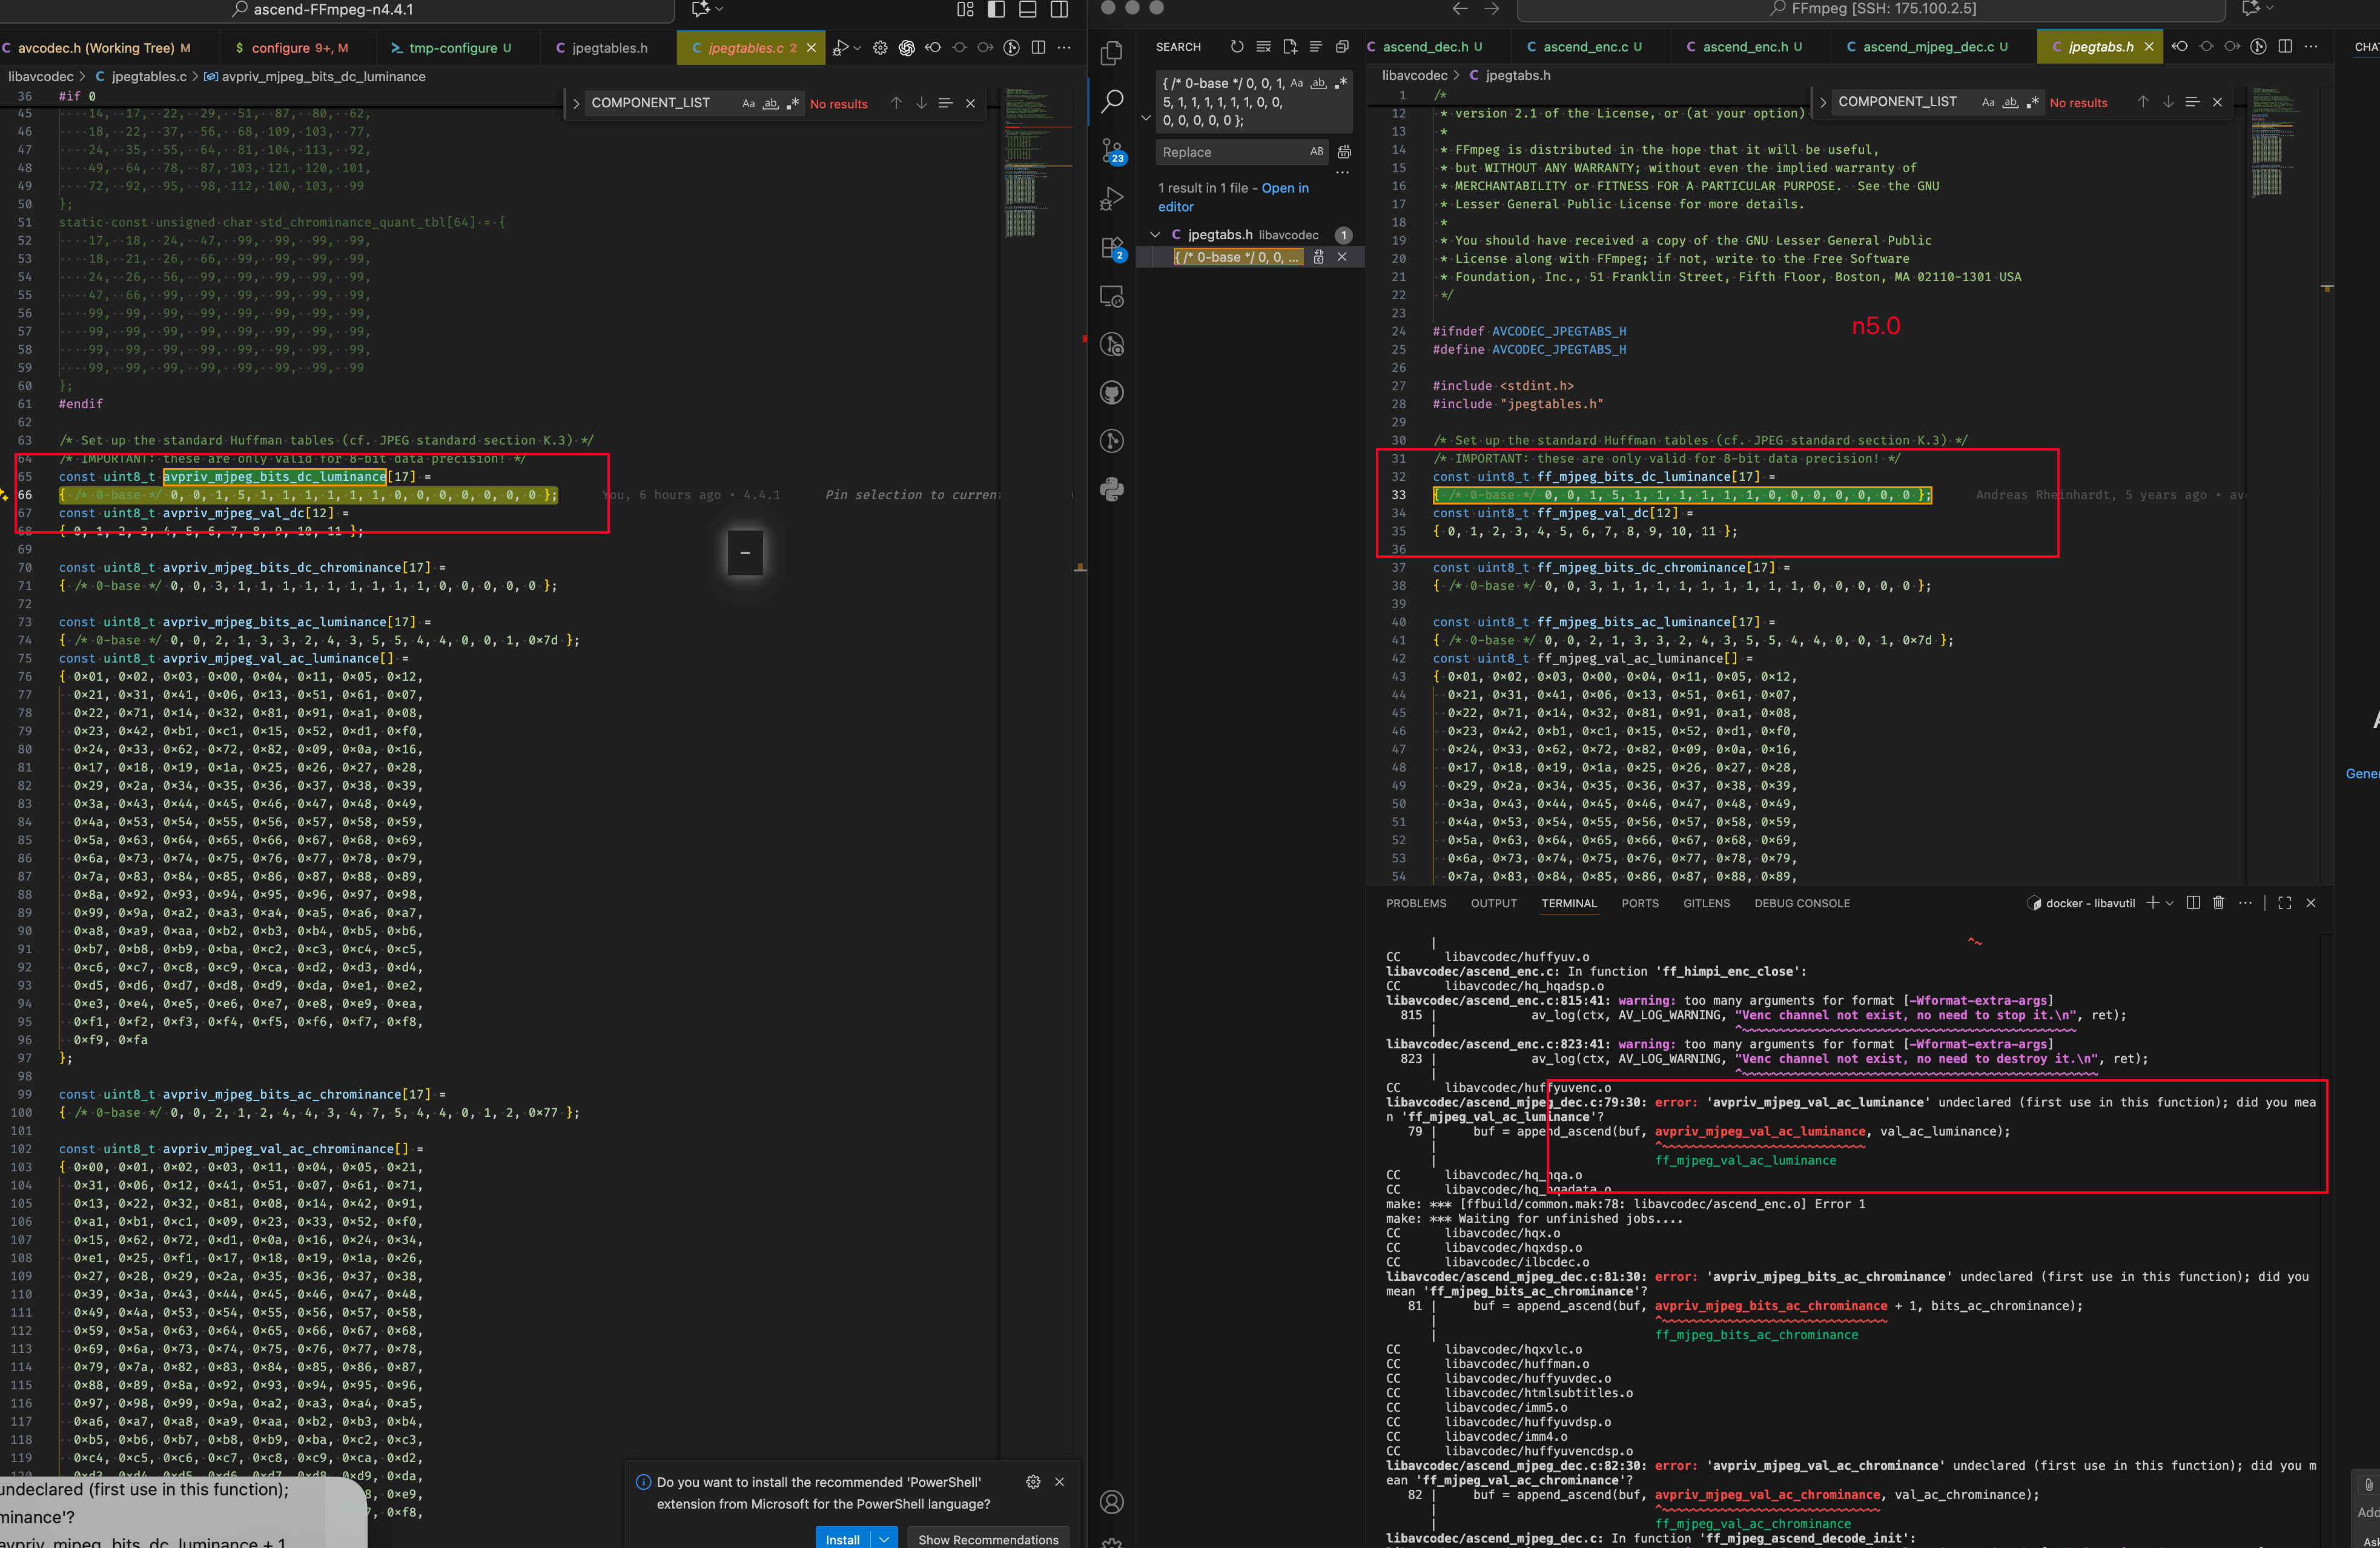 ascend-FFmpeg-n4.4.1
avcodec.h (Working Tree) M
configure 9+, M
tmp-configure U
jpegtables.h
jpegtables.c 2
libavcodec > C jpegtables.c > avpriv_mjpeg_bits_dc_luminance
COMPONENT_LIST
No results
36 #if 0
45 14, 17, 22, 29, 51, 87, 80, 62,
46 18, 22, 37, 56, 68, 109, 103, 77,
47 24, 35, 55, 64, 81, 104, 113, 92,
48 49, 64, 78, 87, 103, 121, 120, 101,
49 72, 92, 95, 98, 112, 100, 103, 99
50 };
51 static const unsigned char std_chrominance_quant_tbl[64] = {
52 17, 18, 24, 47, 99, 99, 99, 99,
53 18, 21, 26, 66, 99, 99, 99, 99,
54 24, 26, 56, 99, 99, 99, 99, 99,
55 47, 66, 99, 99, 99, 99, 99, 99,
56 99, 99, 99, 99, 99, 99, 99, 99,
57 99, 99, 99, 99, 99, 99, 99, 99,
58 99, 99, 99, 99, 99, 99, 99, 99,
59 99, 99, 99, 99, 99, 99, 99, 99
60 };
61 #endif
62
63 /* Set up the standard Huffman tables (cf. JPEG standard section K.3) */
64 /* IMPORTANT: these are only valid for 8-bit data precision! */
65 const uint8_t avpriv_mjpeg_bits_dc_luminance[17] =
66 { /* 0-base */ 0, 0, 1, 5, 1, 1, 1, 1, 1, 1, 0, 0, 0, 0, 0, 0, 0 }; You, 6 hours ago • 4.4.1 Pin selection to current
67 const uint8_t avpriv_mjpeg_val_dc[12] =
68 { 0, 1, 2, 3, 4, 5, 6, 7, 8, 9, 10, 11 };
69
70 const uint8_t avpriv_mjpeg_bits_dc_chrominance[17] =
71 { /* 0-base */ 0, 0, 3, 1, 1, 1, 1, 1, 1, 1, 1, 1, 0, 0, 0, 0, 0 };
72
73 const uint8_t avpriv_mjpeg_bits_ac_luminance[17] =
74 { /* 0-base */ 0, 0, 2, 1, 3, 3, 2, 4, 3, 5, 5, 4, 4, 0, 0, 1, 0x7d };
75 const uint8_t avpriv_mjpeg_val_ac_luminance[] =
76 { 0x01, 0x02, 0x03, 0x00, 0x04, 0x11, 0x05, 0x12,
77 0x21, 0x31, 0x41, 0x06, 0x13, 0x51, 0x61, 0x07,
78 0x22, 0x71, 0x14, 0x32, 0x81, 0x91, 0xa1, 0x08,
79 0x23, 0x42, 0xb1, 0xc1, 0x15, 0x52, 0xd1, 0xf0,
80 0x24, 0x33, 0x62, 0x72, 0x82, 0x09, 0x0a, 0x16,
81 0x17, 0x18, 0x19, 0x1a, 0x25, 0x26, 0x27, 0x28,
82 0x29, 0x2a, 0x34, 0x35, 0x36, 0x37, 0x38, 0x39,
83 0x3a, 0x43, 0x44, 0x45, 0x46, 0x47, 0x48, 0x49,
84 0x4a, 0x53, 0x54, 0x55, 0x56, 0x57, 0x58, 0x59,
85 0x5a, 0x63, 0x64, 0x65, 0x66, 0x67, 0x68, 0x69,
86 0x6a, 0x73, 0x74, 0x75, 0x76, 0x77, 0x78, 0x79,
87 0x7a, 0x83, 0x84, 0x85, 0x86, 0x87, 0x88, 0x89,
88 0x8a, 0x92, 0x93, 0x94, 0x95, 0x96, 0x97, 0x98,
89 0x99, 0x9a, 0xa2, 0xa3, 0xa4, 0xa5, 0xa6, 0xa7,
90 0xa8, 0xa9, 0xaa, 0xb2, 0xb3, 0xb4, 0xb5, 0xb6,
91 0xb7, 0xb8, 0xb9, 0xba, 0xc2, 0xc3, 0xc4, 0xc5,
92 0xc6, 0xc7, 0xc8, 0xc9, 0xca, 0xd2, 0xd3, 0xd4,
93 0xd5, 0xd6, 0xd7, 0xd8, 0xd9, 0xda, 0xe1, 0xe2,
94 0xe3, 0xe4, 0xe5, 0xe6, 0xe7, 0xe8, 0xe9, 0xea,
95 0xf1, 0xf2, 0xf3, 0xf4, 0xf5, 0xf6, 0xf7, 0xf8,
96 0xf9, 0xfa
97 };
98
99 const uint8_t avpriv_mjpeg_bits_ac_chrominance[17] =
100 { /* 0-base */ 0, 0, 2, 1, 2, 4, 4, 3, 4, 7, 5, 4, 4, 0, 1, 2, 0x77 };
101
102 const uint8_t avpriv_mjpeg_val_ac_chrominance[] =
103 { 0x00, 0x01, 0x02, 0x03, 0x11, 0x04, 0x05, 0x21,
104 0x31, 0x06, 0x12, 0x41, 0x51, 0x07, 0x61, 0x71,
105 0x13, 0x22, 0x32, 0x81, 0x08, 0x14, 0x42, 0x91,
106 0xa1, 0xb1, 0xc1, 0x09, 0x23, 0x33, 0x52, 0xf0,
107 0x15, 0x62, 0x72, 0xd1, 0x0a, 0x16, 0x24, 0x34,
108 0xe1, 0x25, 0xf1, 0x17, 0x18, 0x19, 0x1a, 0x26,
109 0x27, 0x28, 0x29, 0x2a, 0x35, 0x36, 0x37, 0x38,
110 0x39, 0x3a, 0x43, 0x44, 0x45, 0x46, 0x47, 0x48,
111 0x49, 0x4a, 0x53, 0x54, 0x55, 0x56, 0x57, 0x58,
112 0x59, 0x5a, 0x63, 0x64, 0x65, 0x66, 0x67, 0x68,
113 0x69, 0x6a, 0x73, 0x74, 0x75, 0x76, 0x77, 0x78,
114 0x79, 0x7a, 0x82, 0x83, 0x84, 0x85, 0x86, 0x87,
115 0x88, 0x89, 0x8a, 0x92, 0x93, 0x94, 0x95, 0x96,
116 0x97, 0x98, 0x99, 0x9a, 0xa2, 0xa3, 0xa4, 0xa5,
117 0xa6, 0xa7, 0xa8, 0xa9, 0xaa, 0xb2, 0xb3, 0xb4,
118 0xb5, 0xb6, 0xb7, 0xb8, 0xb9, 0xba, 0xc2, 0xc3,
119 0xc4, 0xc5, 0xc6, 0xc7, 0xc8, 0xc9, 0xca, 0xd2,
120 0xd3, 0xd4, 0xd5, 0xd6, 0xd7, 0xd8, 0xd9, 0xda,
8, 0xe9,
7, 0xf8,
undeclared (first use in this function);
minance'?
avpriv_mjpeg_bits_dc_luminance + 1
Do you want to install the recommended 'PowerShell'
extension from Microsoft for the PowerShell language?
Install
Show Recommendations
FFmpeg [SSH: 175.100.2.5]
SEARCH
{ /* 0-base */ 0, 0, 1,
5, 1, 1, 1, 1, 1, 1, 0, 0,
0, 0, 0, 0, 0 };
Replace
AB
1 result in 1 file - Open in
editor
jpegtabs.h libavcodec 1
{ /* 0-base */ 0, 0, ...
23
2
ascend_dec.h U
ascend_enc.c U
ascend_enc.h U
ascend_mjpeg_dec.c U
jpegtabs.h
CHA
libavcodec > C jpegtabs.h
COMPONENT_LIST
No results
1 /*
12 * version 2.1 of the License, or (at your option)
13 *
14 * FFmpeg is distributed in the hope that it will be useful,
15 * but WITHOUT ANY WARRANTY; without even the implied warranty of
16 * MERCHANTABILITY or FITNESS FOR A PARTICULAR PURPOSE. See the GNU
17 * Lesser General Public License for more details.
18 *
19 * You should have received a copy of the GNU Lesser General Public
20 * License along with FFmpeg; if not, write to the Free Software
21 * Foundation, Inc., 51 Franklin Street, Fifth Floor, Boston, MA 02110-1301 USA
22 */
23
n5.0
24 #ifndef AVCODEC_JPEGTABS_H
25 #define AVCODEC_JPEGTABS_H
26
27 #include <stdint.h>
28 #include "jpegtables.h"
29
30 /* Set up the standard Huffman tables (cf. JPEG standard section K.3) */
31 /* IMPORTANT: these are only valid for 8-bit data precision! */
32 const uint8_t ff_mjpeg_bits_dc_luminance[17] =
33 { /* 0-base */ 0, 0, 1, 5, 1, 1, 1, 1, 1, 1, 0, 0, 0, 0, 0, 0, 0 }; Andreas Rheinhardt, 5 years ago • av
34 const uint8_t ff_mjpeg_val_dc[12] =
35 { 0, 1, 2, 3, 4, 5, 6, 7, 8, 9, 10, 11 };
36
37 const uint8_t ff_mjpeg_bits_dc_chrominance[17] =
38 { /* 0-base */ 0, 0, 3, 1, 1, 1, 1, 1, 1, 1, 1, 1, 0, 0, 0, 0, 0 };
39
40 const uint8_t ff_mjpeg_bits_ac_luminance[17] =
41 { /* 0-base */ 0, 0, 2, 1, 3, 3, 2, 4, 3, 5, 5, 4, 4, 0, 0, 1, 0x7d };
42 const uint8_t ff_mjpeg_val_ac_luminance[] =
43 { 0x01, 0x02, 0x03, 0x00, 0x04, 0x11, 0x05, 0x12,
44 0x21, 0x31, 0x41, 0x06, 0x13, 0x51, 0x61, 0x07,
45 0x22, 0x71, 0x14, 0x32, 0x81, 0x91, 0xa1, 0x08,
46 0x23, 0x42, 0xb1, 0xc1, 0x15, 0x52, 0xd1, 0xf0,
47 0x24, 0x33, 0x62, 0x72, 0x82, 0x09, 0x0a, 0x16,
48 0x17, 0x18, 0x19, 0x1a, 0x25, 0x26, 0x27, 0x28,
49 0x29, 0x2a, 0x34, 0x35, 0x36, 0x37, 0x38, 0x39,
50 0x3a, 0x43, 0x44, 0x45, 0x46, 0x47, 0x48, 0x49,
51 0x4a, 0x53, 0x54, 0x55, 0x56, 0x57, 0x58, 0x59,
52 0x5a, 0x63, 0x64, 0x65, 0x66, 0x67, 0x68, 0x69,
53 0x6a, 0x73, 0x74, 0x75, 0x76, 0x77, 0x78, 0x79,
54 0x7a, 0x83, 0x84, 0x85, 0x86, 0x87, 0x88, 0x89,
Gener
PROBLEMS OUTPUT TERMINAL PORTS GITLENS DEBUG CONSOLE
docker - libavutil
| ^~
CC libavcodec/huffyuv.o
libavcodec/ascend_enc.c: In function 'ff_himpi_enc_close':
CC libavcodec/hq_hqadsp.o
libavcodec/ascend_enc.c:815:41: warning: too many arguments for format [-Wformat-extra-args]
815 | av_log(ctx, AV_LOG_WARNING, "Venc channel not exist, no need to stop it.\n", ret);
libavcodec/ascend_enc.c:823:41: warning: too many arguments for format [-Wformat-extra-args]
823 | av_log(ctx, AV_LOG_WARNING, "Venc channel not exist, no need to destroy it.\n", ret);
CC libavcodec/huffyuvenc.o
libavcodec/ascend_mjpeg_dec.c:79:30: error: 'avpriv_mjpeg_val_ac_luminance' undeclared (first use in this function); did you mea
n 'ff_mjpeg_val_ac_luminance'?
79 | buf = append_ascend(buf, avpriv_mjpeg_val_ac_luminance, val_ac_luminance);
| ff_mjpeg_val_ac_luminance
CC libavcodec/hq_hqa.o
CC libavcodec/hq_hqadata.o
make: *** [ffbuild/common.mak:78: libavcodec/ascend_enc.o] Error 1
make: *** Waiting for unfinished jobs....
CC libavcodec/hqx.o
CC libavcodec/hqxdsp.o
CC libavcodec/ilbcdec.o
libavcodec/ascend_mjpeg_dec.c:81:30: error: 'avpriv_mjpeg_bits_ac_chrominance' undeclared (first use in this function); did you
mean 'ff_mjpeg_bits_ac_chrominance'?
81 | buf = append_ascend(buf, avpriv_mjpeg_bits_ac_chrominance + 1, bits_ac_chrominance);
| ff_mjpeg_bits_ac_chrominance
CC libavcodec/hqxvlc.o
CC libavcodec/huffman.o
CC libavcodec/huffyuvdec.o
CC libavcodec/htmlsubtitles.o
CC libavcodec/imm5.o
CC libavcodec/huffyuvdsp.o
CC libavcodec/imm4.o
CC libavcodec/huffyuvencdsp.o
libavcodec/ascend_mjpeg_dec.c:82:30: error: 'avpriv_mjpeg_val_ac_chrominance' undeclared (first use in this function); did you m
ean 'ff_mjpeg_val_ac_chrominance'?
82 | buf = append_ascend(buf, avpriv_mjpeg_val_ac_chrominance, val_ac_chrominance);
| ff_mjpeg_val_ac_chrominance
libavcodec/ascend_mjpeg_dec.c: In function 'ff_mjpeg_ascend_decode_init':
Add
Ask